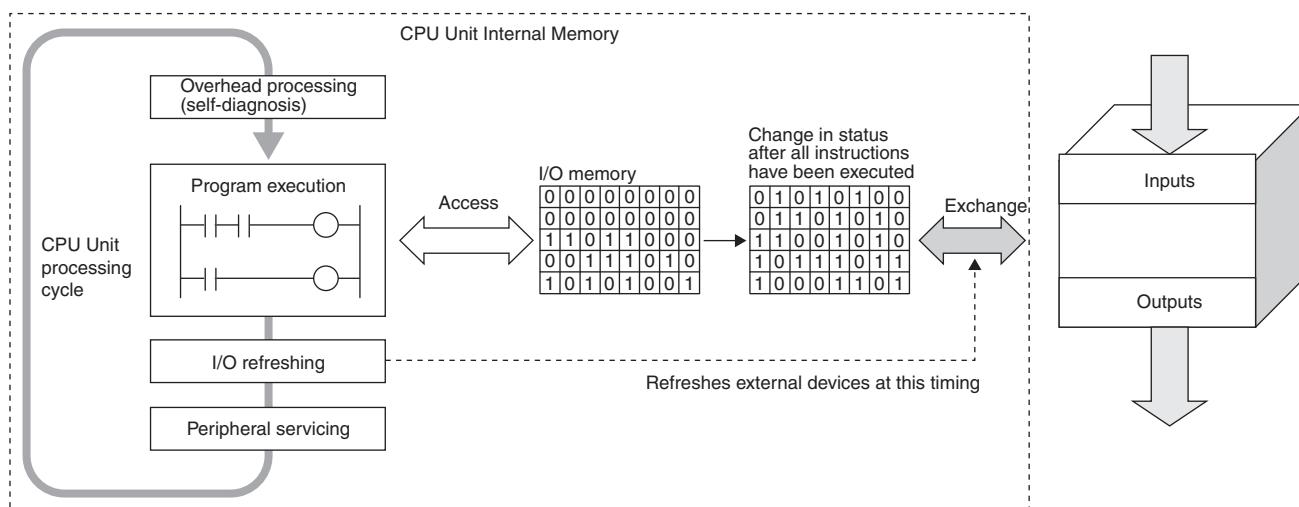 CPU Unit Internal Memory
Overhead processing
(self-diagnosis)
Program execution
CPU Unit
processing
cycle
I/O refreshing
Peripheral servicing
Access
I/O memory
0 0 0 0 0 0 0 0
0 0 0 0 0 0 0 0
1 1 0 1 1 0 0 0
0 0 1 1 1 0 1 0
1 0 1 0 1 0 0 1
Change in status
after all instructions
have been executed
0 1 0 1 0 1 0 0
0 1 1 0 1 0 1 0
1 1 0 0 1 0 1 0
1 0 1 1 1 0 1 1
1 0 0 0 1 1 0 1
Exchange
Refreshes external devices at this timing
Inputs
Outputs